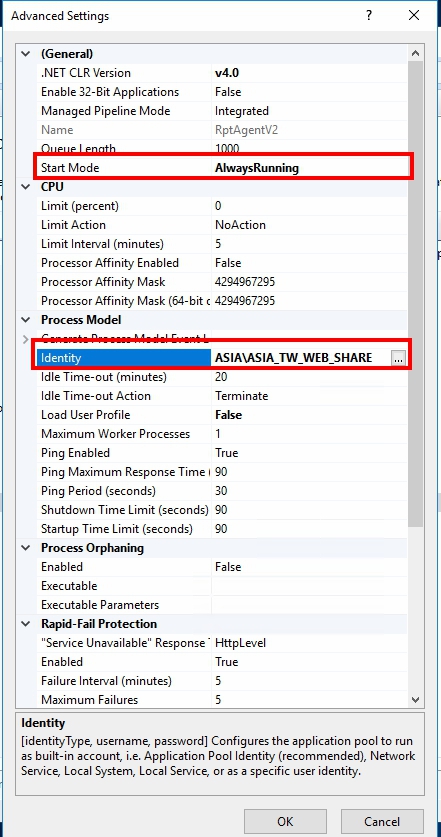 Advanced Settings ? ×
(General)
.NET CLR Version v4.0
Enable 32-Bit Applications False
Managed Pipeline Mode Integrated
Name RptAgentV2
Queue Length 1000
Start Mode AlwaysRunning
CPU
Limit (percent) 0
Limit Action NoAction
Limit Interval (minutes) 5
Processor Affinity Enabled False
Processor Affinity Mask 4294967295
Processor Affinity Mask (64-bit o 4294967295
Process Model
Generate Process Model Event L
Identity ASIA\ASIA_TW_WEB_SHARE ...
Idle Time-out (minutes) 20
Idle Time-out Action Terminate
Load User Profile False
Maximum Worker Processes 1
Ping Enabled True
Ping Maximum Response Time ( 90
Ping Period (seconds) 30
Shutdown Time Limit (seconds) 90
Startup Time Limit (seconds) 90
Process Orphaning
Enabled False
Executable
Executable Parameters
Rapid-Fail Protection
"Service Unavailable" Response T HttpLevel
Enabled True
Failure Interval (minutes) 5
Maximum Failures 5
Identity
[identityType, username, password] Configures the application pool to run
as built-in account, i.e. Application Pool Identity (recommended), Network
Service, Local System, Local Service, or as a specific user identity.
OK Cancel